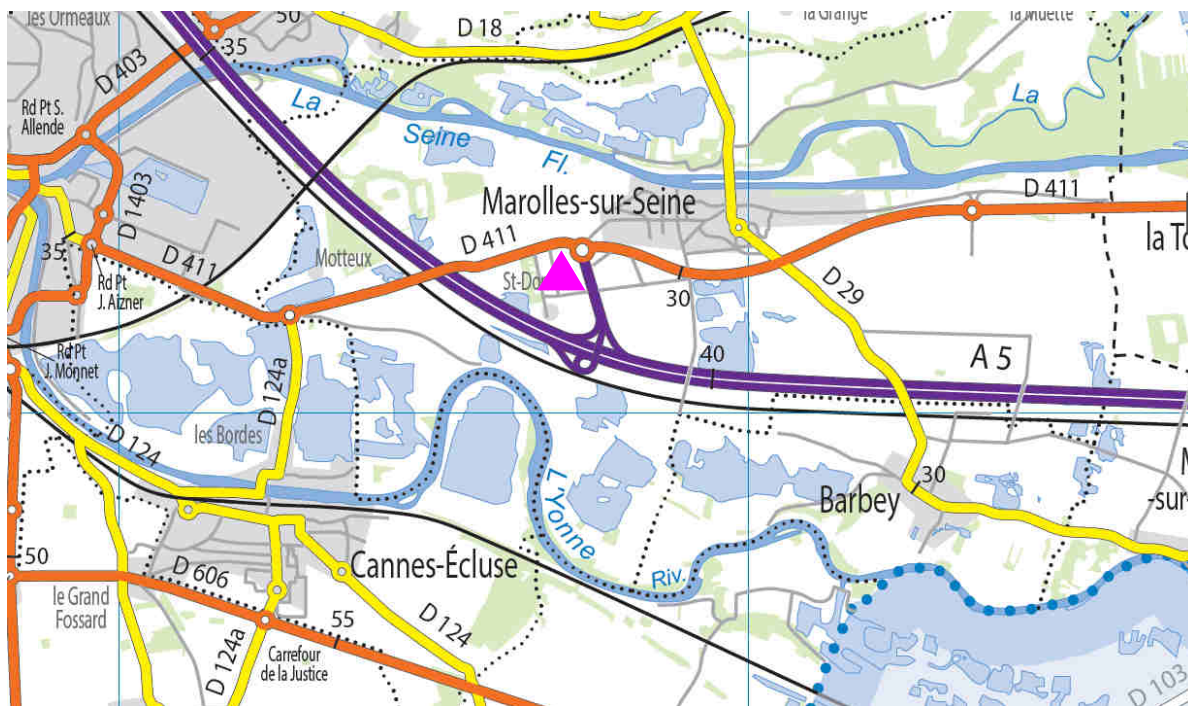 les Ormeaux
50
D 18
la Grange
la Muette
35
D 403
La
Seine
Fl.
La
Rd Pt S.
Allende
D 1403
Marolles-sur-Seine
D 411
D 411
35
D 411
Motteux
Rd Pt
J. Aizner
30
D 29
Rd Pt
J. Monnet
D 124a
40
A 5
les Bordes
D 124
L'Yonne
Riv.
Barbey
30
-sur-
50
D 606
Cannes-Écluse
le Grand
Fossard
55
D 124
D 124a
Carrefour
de la Justice
D 103